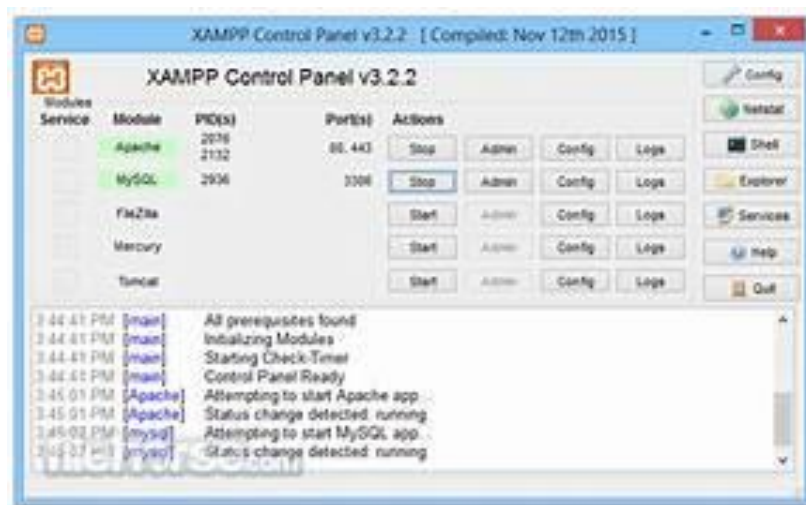 XAMPP Control Panel v3.2.2 [ Compiled: Nov 12th 2015 ]
XAMPP Control Panel v3.2.2
Config
Modules
Service Module PID(s) Port(s) Actions
Netstat
Apache 2076 2132 80, 443 Stop Admin Config Logs
Shell
MySQL 2936 3306 Stop Admin Config Logs
Explorer
FileZilla Start Admin Config Logs
Services
Mercury Start Admin Config Logs
Help
Tomcat Start Admin Config Logs
Quit
3:44:41 PM [main] All prerequisites found
3:44:41 PM [main] Initializing Modules
3:44:41 PM [main] Starting Check-Timer
3:44:41 PM [main] Control Panel Ready
3:45:01 PM [Apache] Attempting to start Apache app...
3:45:01 PM [Apache] Status change detected: running
3:45:02 PM [mysql] Attempting to start MySQL app...
PM [mysql] Status change detected: running